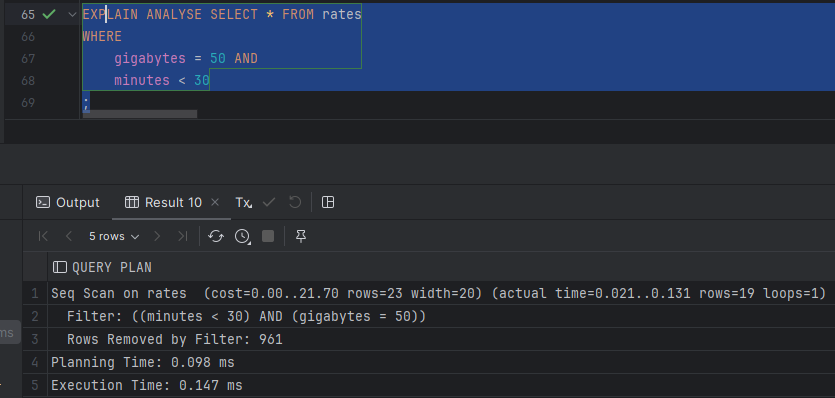 65 EXPLAIN ANALYSE SELECT * FROM rates
66 WHERE
67 gigabytes = 50 AND
68 minutes < 30
69 ;
Output Result 10 × Tx
5 rows
QUERY PLAN
1 Seq Scan on rates (cost=0.00..21.70 rows=23 width=20) (actual time=0.021..0.131 rows=19 loops=1)
2 Filter: ((minutes < 30) AND (gigabytes = 50))
ms
3 Rows Removed by Filter: 961
4 Planning Time: 0.098 ms
5 Execution Time: 0.147 ms